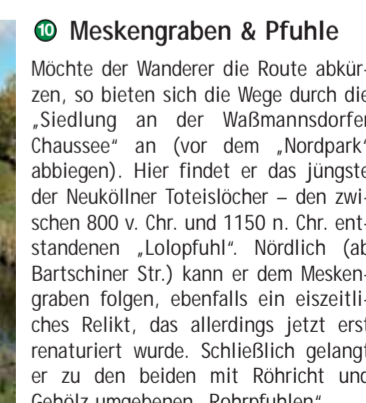 10 Meskengraben & Pfuhle
Möchte der Wanderer die Route abkür-
zen, so bieten sich die Wege durch die
„Siedlung an der Waßmannsdorfer
Chaussee“ an (vor dem „Nordpark“
abbiegen). Hier findet er das jüngste
der Neuköllner Toteislöcher – den zwi-
schen 800 v. Chr. und 1150 n. Chr. ent-
standenen „Lolopfuhl“. Nördlich (ab
Bartschiner Str.) kann er dem Mesken-
graben folgen, ebenfalls ein eiszeitli-
ches Relikt, das allerdings jetzt erst
renaturiert wurde. Schließlich gelangt
er zu den beiden mit Röhricht und
Gehölz umgebenen „Rohrpfuhlen“